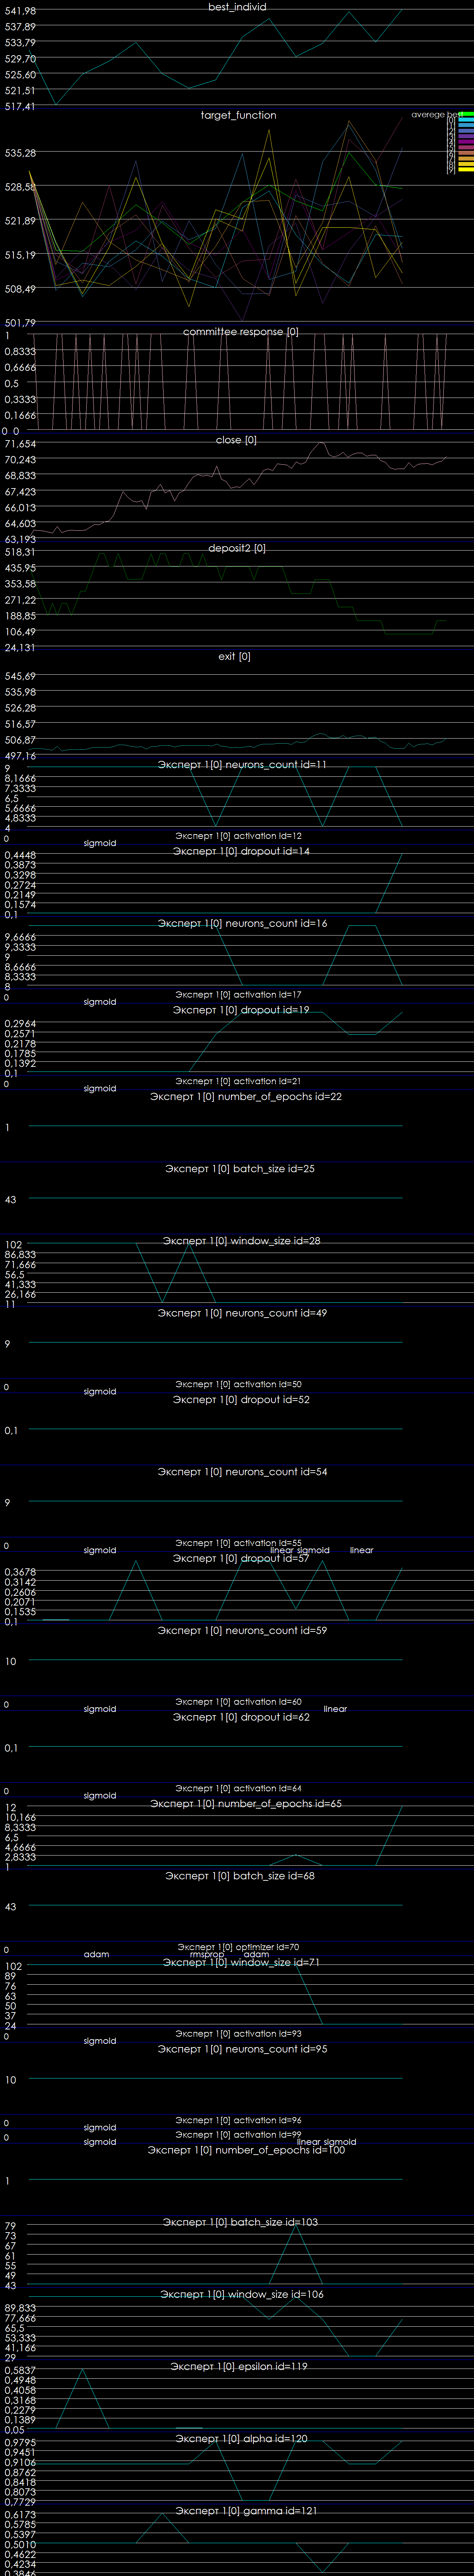 best_individ
541,98
537,89
533,79
529,70
525,60
521,51
517,41
target_function
average best
535,28
528,58
521,89
515,19
508,49
501,79
committee response [0]
1
0,8333
0,6666
0,5
0,3333
0,1666
0 0
close [0]
71,654
70,243
68,833
67,423
66,013
64,603
63,193
deposit2 [0]
518,31
435,95
353,58
271,22
188,85
106,49
24,131
exit [0]
545,69
535,98
526,28
516,57
506,87
497,16
Эксперт 1[0] neurons_count id=11
9
8,1666
7,3333
6,5
5,6666
4,8333
4
Эксперт 1[0] activation id=12
0
sigmoid
Эксперт 1[0] dropout id=14
0,4448
0,3873
0,3298
0,2724
0,2149
0,1574
0,1
Эксперт 1[0] neurons_count id=16
9,6666
9,3333
9
8,6666
8,3333
8
Эксперт 1[0] activation id=17
0
sigmoid
Эксперт 1[0] dropout id=19
0,2964
0,2571
0,2178
0,1785
0,1392
0,1
Эксперт 1[0] activation id=21
0
sigmoid
Эксперт 1[0] number_of_epochs id=22
1
Эксперт 1[0] batch_size id=25
43
Эксперт 1[0] window_size id=28
102
86,833
71,666
56,5
41,333
26,166
11
Эксперт 1[0] neurons_count id=49
9
Эксперт 1[0] activation id=50
0
sigmoid
Эксперт 1[0] dropout id=52
0,1
Эксперт 1[0] neurons_count id=54
9
Эксперт 1[0] activation id=55
0
sigmoid linear sigmoid linear
Эксперт 1[0] dropout id=57
0,3678
0,3142
0,2606
0,2071
0,1535
0,1
Эксперт 1[0] neurons_count id=59
10
Эксперт 1[0] activation id=60
0
sigmoid linear
Эксперт 1[0] dropout id=62
0,1
Эксперт 1[0] activation id=64
0
sigmoid
Эксперт 1[0] number_of_epochs id=65
12
10,166
8,3333
6,5
4,6666
2,8333
1
Эксперт 1[0] batch_size id=68
43
Эксперт 1[0] optimizer id=70
0
adam rmsprop adam
Эксперт 1[0] window_size id=71
102
89
76
63
50
37
24
Эксперт 1[0] activation id=93
0
sigmoid
Эксперт 1[0] neurons_count id=95
10
Эксперт 1[0] activation id=96
0
sigmoid
Эксперт 1[0] activation id=99
0
sigmoid linear sigmoid
Эксперт 1[0] number_of_epochs id=100
1
Эксперт 1[0] batch_size id=103
79
73
67
61
55
49
43
Эксперт 1[0] window_size id=106
89,833
77,666
65,5
53,333
41,166
29
Эксперт 1[0] epsilon id=119
0,5837
0,4948
0,4058
0,3168
0,2279
0,1389
0,05
Эксперт 1[0] alpha id=120
0,9795
0,9451
0,9106
0,8762
0,8418
0,8073
0,7729
Эксперт 1[0] gamma id=121
0,6173
0,5785
0,5397
0,5010
0,4622
0,4234
0,3846